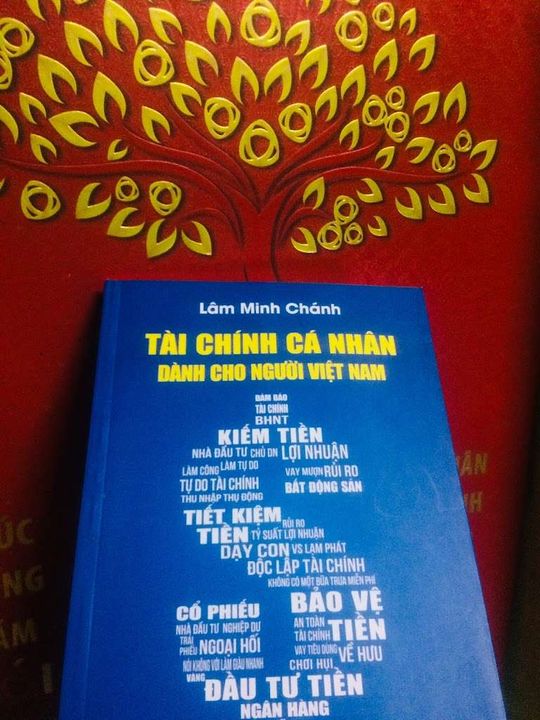 Lâm Minh Chánh
TÀI CHÍNH CÁ NHÂN
DÀNH CHO NGƯỜI VIỆT NAM
ĐẢM BẢO
TÀI CHÍNH
BHNT
KIẾM TIỀN
NHÀ ĐẦU TƯ CHỦ DN LỢI NHUẬN
LÀM CÔNG LÀM TỰ DO VAY MƯỢN RỦI RO
TỰ DO TÀI CHÍNH BẤT ĐỘNG SẢN
THU NHẬP THỤ ĐỘNG
TIẾT KIỆM RỦI RO
TIỀN TỶ SUẤT LỢI NHUẬN
DẠY CON VS LẠM PHÁT
ĐỘC LẬP TÀI CHÍNH
KHÔNG CÓ MỘT BỮA TRƯA MIỄN PHÍ
CỔ PHIẾU BẢO VỆ
NHÀ ĐẦU TƯ NGHIỆP DƯ AN TOÀN
TRÁI PHIẾU NGOẠI HỐI TÀI CHÍNH TIỀN
VAY TIÊU DÙNG VỀ HƯU
NÓI KHÔNG VỚI LÀM GIÀU NHANH CHƠI HỤI
VÀNG
ĐẦU TƯ TIỀN
NGÂN HÀNG